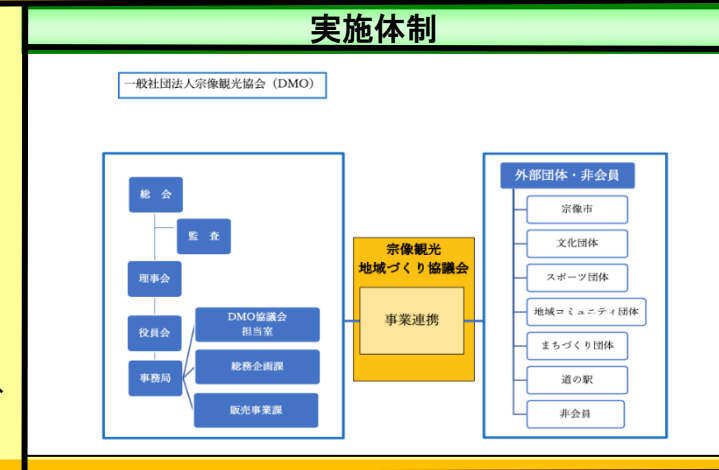 実施体制
一般社団法人宗像観光協会（DMO）
総　会
監　査
理事会
役員会
事務局
DMO協議会
担当室
総務企画課
販売事業課
宗像観光
地域づくり協議会
事業連携
外部団体・非会員
宗像市
文化団体
スポーツ団体
地域コミュニティ団体
まちづくり団体
道の駅
非会員
、